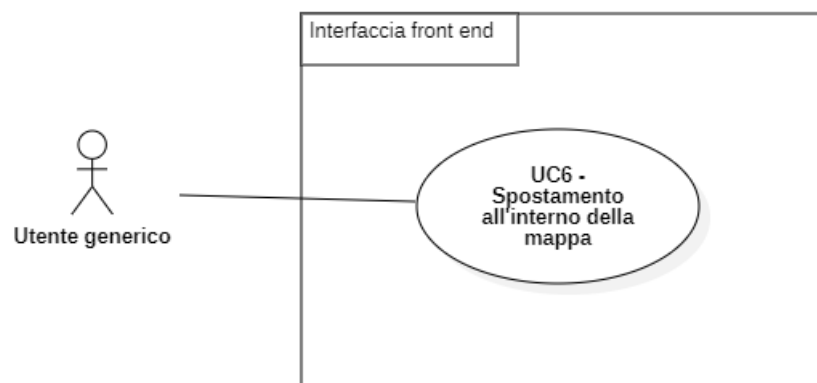 Interfaccia front end
UC6 -
Spostamento
all'interno della
mappa
Utente generico